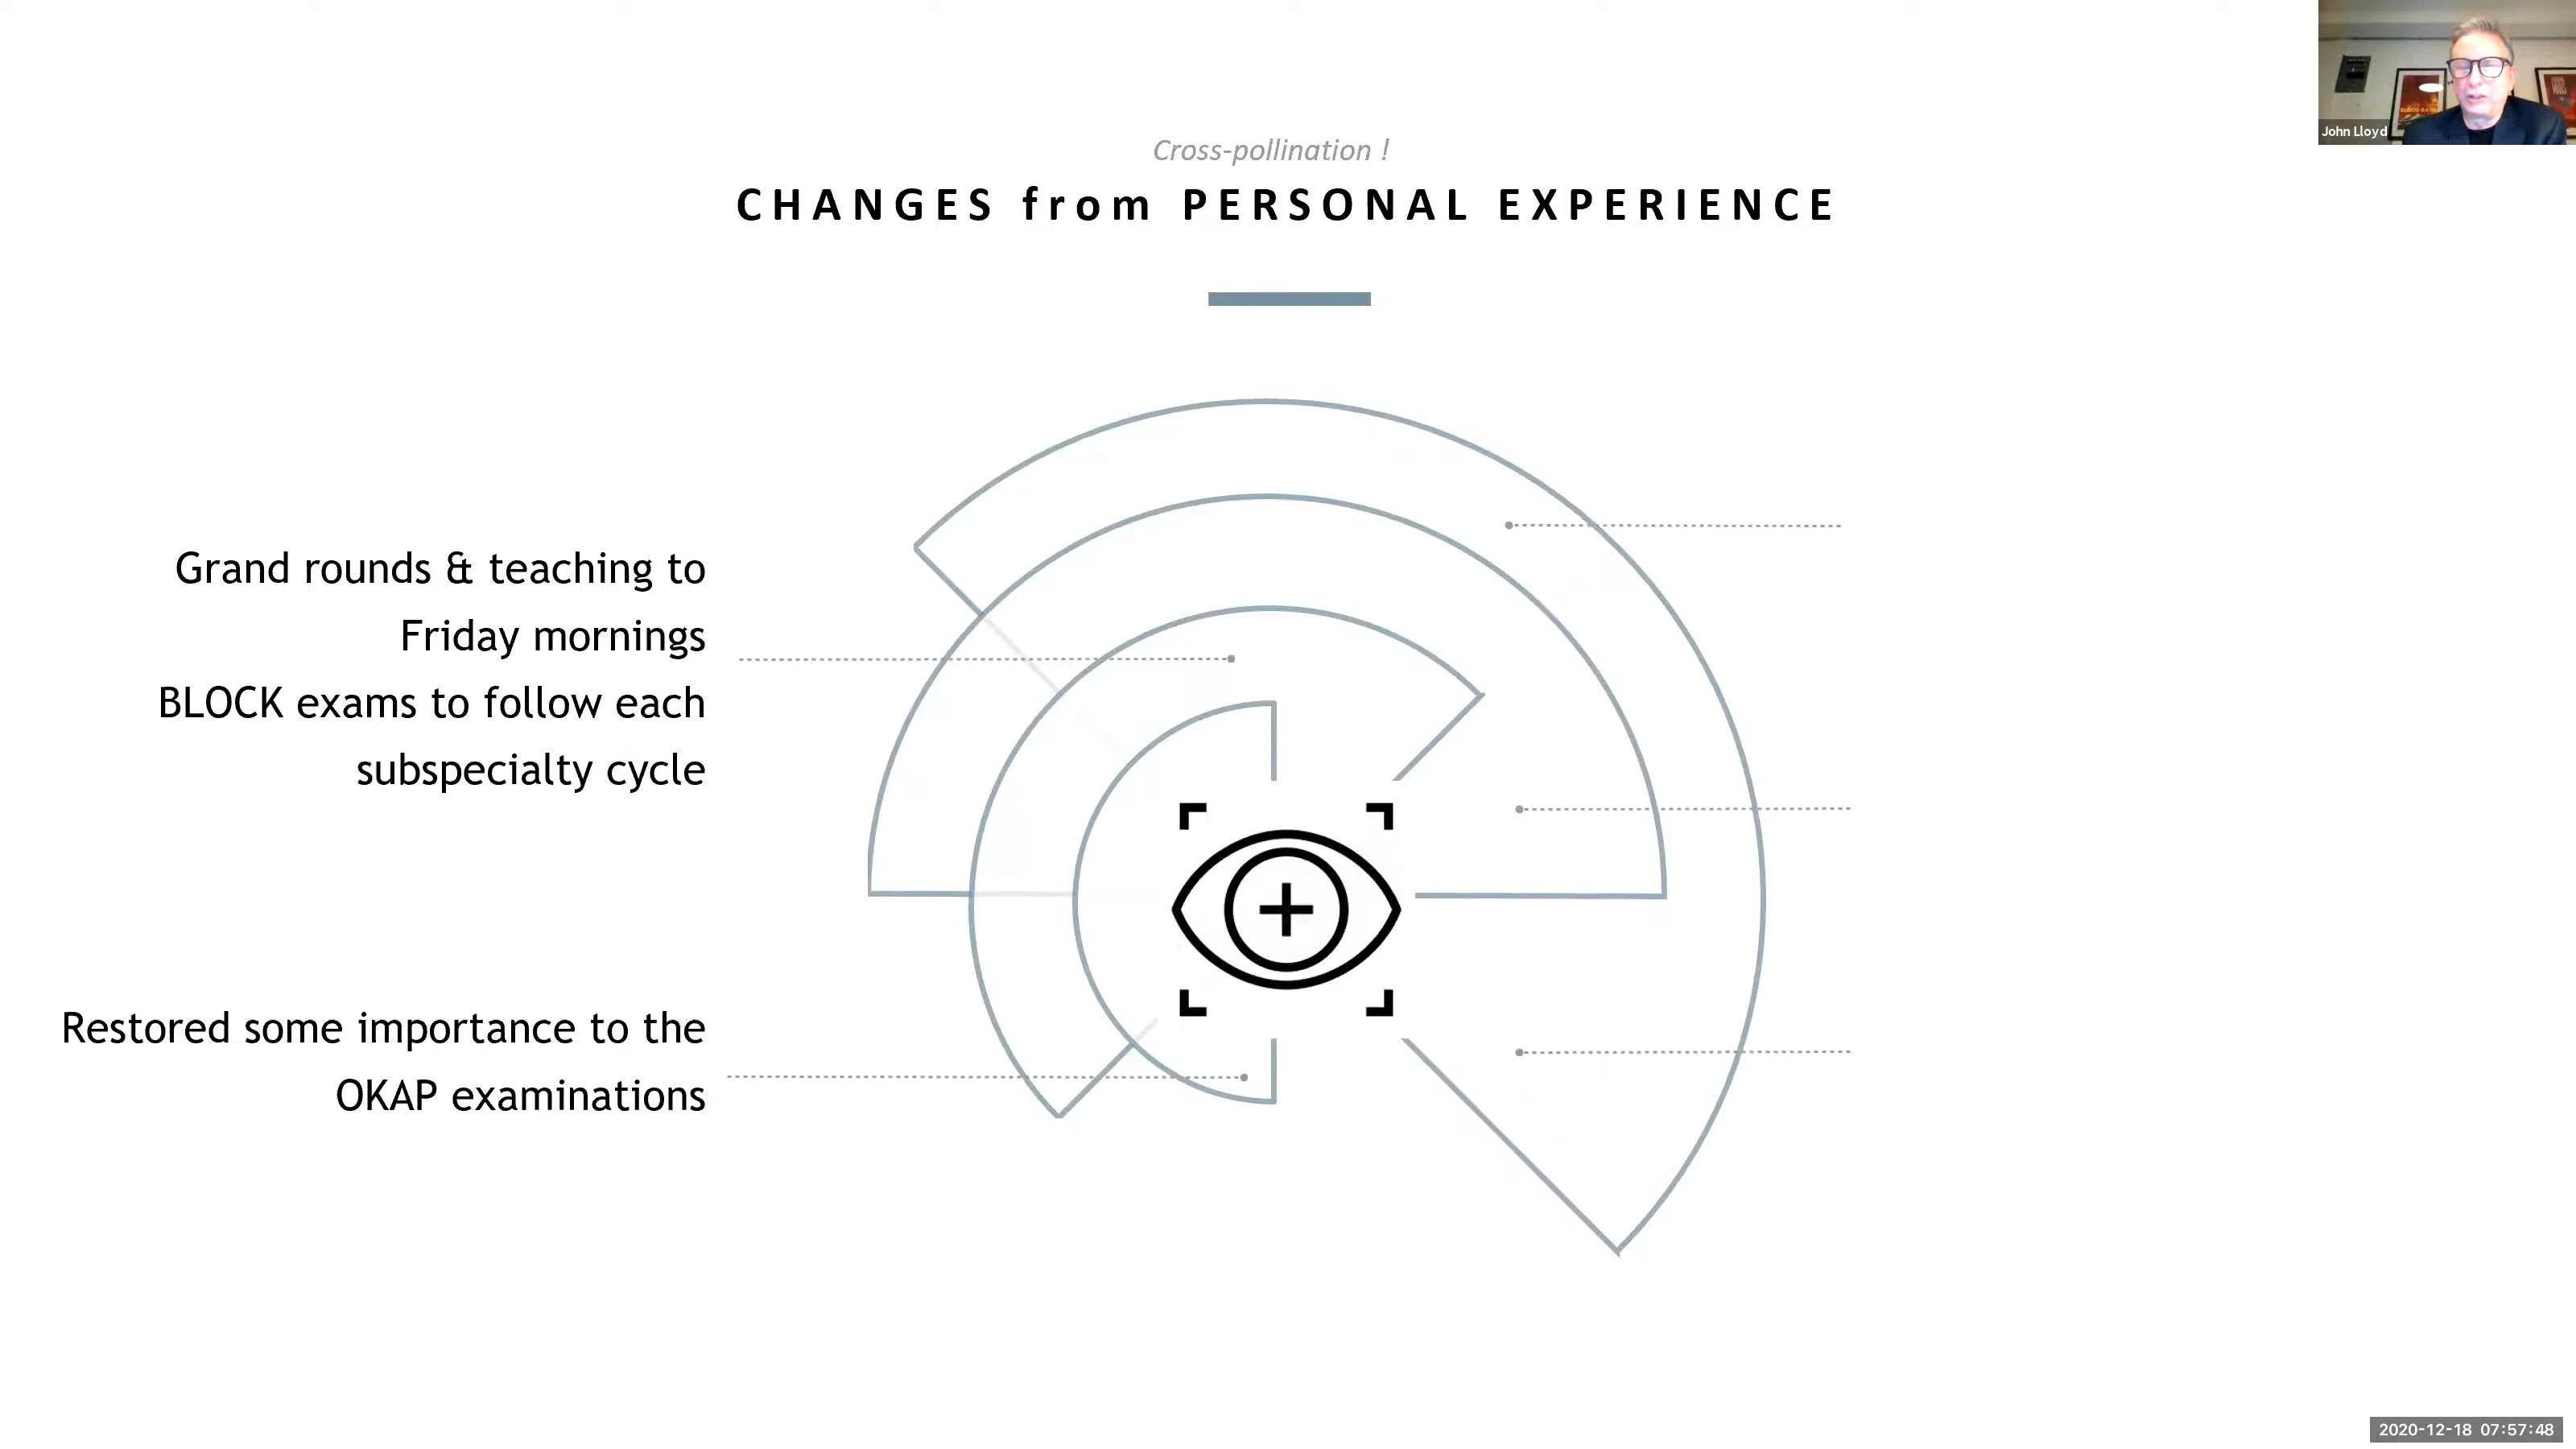 John Lloyd
Cross-pollination !
CHANGES from PERSONAL EXPERIENCE
Grand rounds & teaching to
Friday mornings
BLOCK exams to follow each
subspecialty cycle
Restored some importance to the
OKAP examinations
2020-12-18 07:57:48